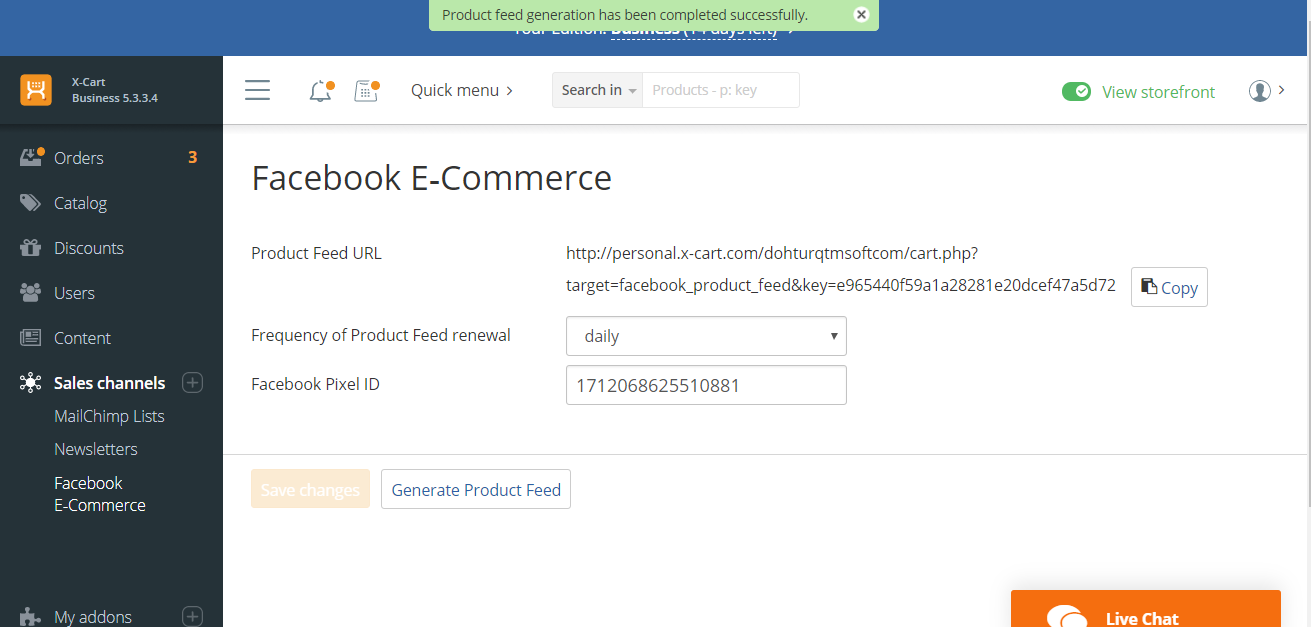 Product feed generation has been completed successfully.
Your Edition: Business (14 days left)
X-Cart
Business 5.3.3.4
Quick menu
Search in
Products - p: key
View storefront
Orders 3
Catalog
Discounts
Users
Content
Sales channels
MailChimp Lists
Newsletters
Facebook
E-Commerce
My addons
Facebook E-Commerce
Product Feed URL
http://personal.x-cart.com/dohturqtmsoftcom/cart.php?
target=facebook_product_feed&key=e965440f59a1a28281e20dcef47a5d72
Copy
Frequency of Product Feed renewal
daily
Facebook Pixel ID
1712068625510881
Save changes
Generate Product Feed
Live Chat